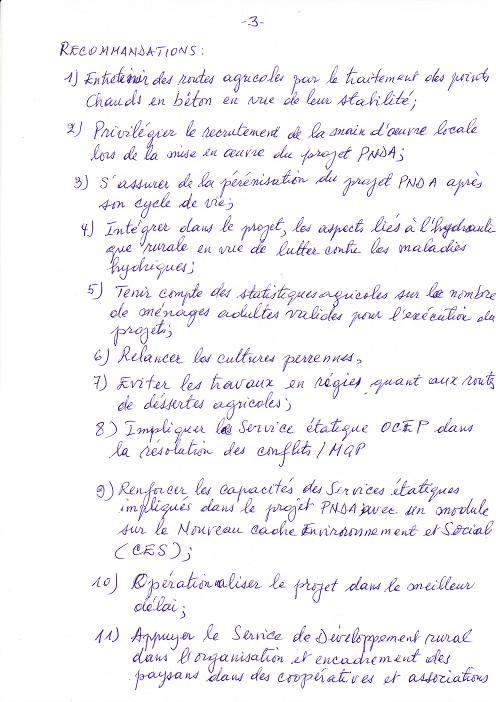 -3-
RECOMMANDATIONS:
1) Entretenir des routes agricoles par le traitement des points
Chauds en béton en vue de leur stabilité;
2) Privilégier le recrutement de la main d'œuvre locale
lors de la mise en œuvre du projet PNDA;
3) S'assurer de la pérénisation du projet PNDA après
son cycle de vie;
4) Intégrer dans le projet, les aspects liés à l'hydrauli
que rurale en vue de lutter contre les maladies
hydriques;
5) Tenir compte des statistiques agricoles sur le nombre
de ménages adultes valides pour l'exécution du
projet;
6) Relancer les cultures perrennes,
7) Eviter les travaux en régies quant aux routes
de déssertes agricoles;
8) Impliquer le Service étatique OCEP dans
la résolution des conflits / MGP
9) Renforcer les capacités des Services étatiques
impliqués dans le projet PNDA avec un module
sur le Nouveau cadre Environnement et Social
(CES);
10) Opérationnaliser le projet dans le meilleur
délai;
11) Appuyer le Service de Développement rural
dans l'organisation et encadrement des
paysans dans des coopératives et associations